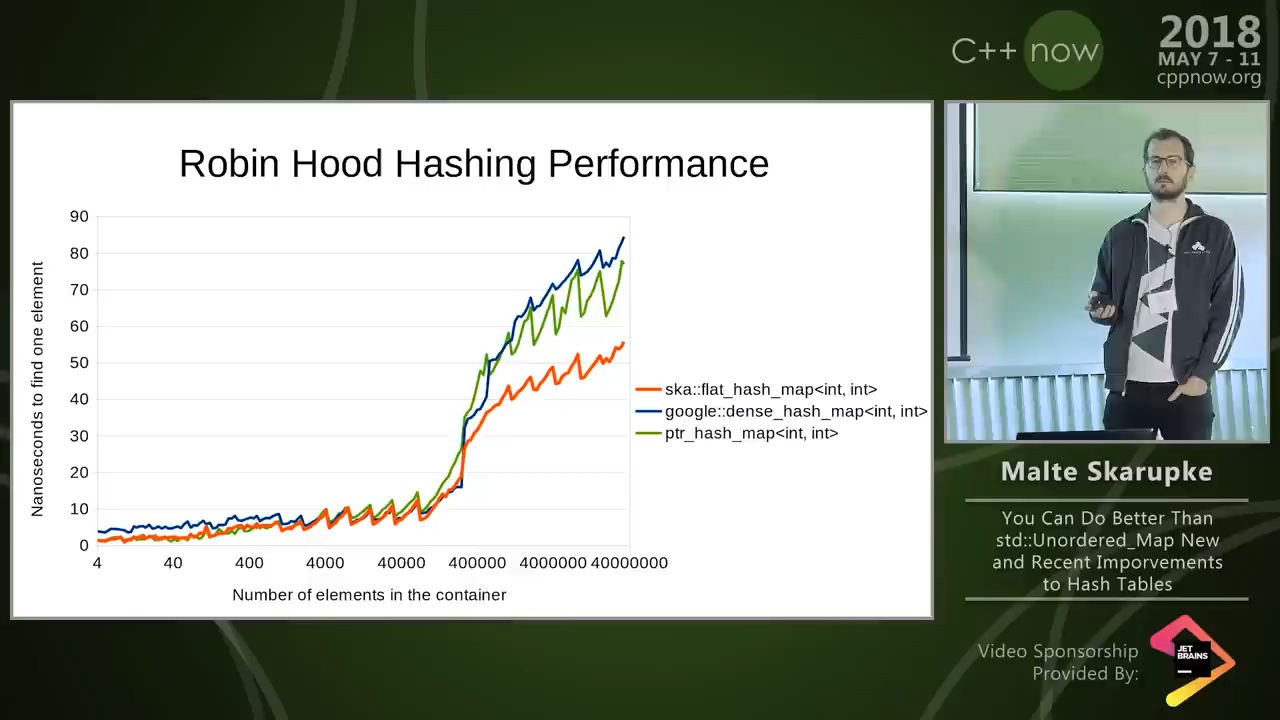 C++ now
2018
MAY 7 - 11
cppnow.org
Robin Hood Hashing Performance
Nanoseconds to find one element
90
80
70
60
50
40
30
20
10
0
4 40 400 4000 40000 400000 4000000 40000000
Number of elements in the container
ska::flat_hash_map<int, int>
google::dense_hash_map<int, int>
ptr_hash_map<int, int>
Malte Skarupke
You Can Do Better Than
std::Unordered_Map New
and Recent Imporvements
to Hash Tables
Video Sponsorship
Provided By:
JET
BRAINS